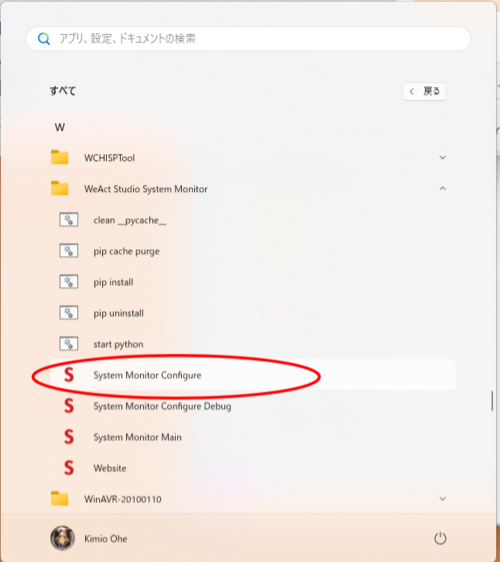 アプリ、設定、ドキュメントの検索
すべて
戻る
W
WCHISPTool
WeAct Studio System Monitor
clean __pycache__
pip cache purge
pip install
pip uninstall
start python
System Monitor Configure
System Monitor Configure Debug
System Monitor Main
Website
WinAVR-20100110
Kimio Ohe